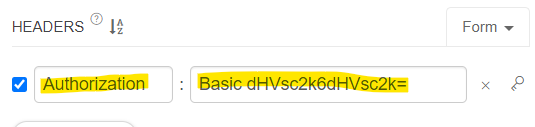 HEADERS ? A Z Form
Authorization : Basic dHVsc2k6dHVsc2k=